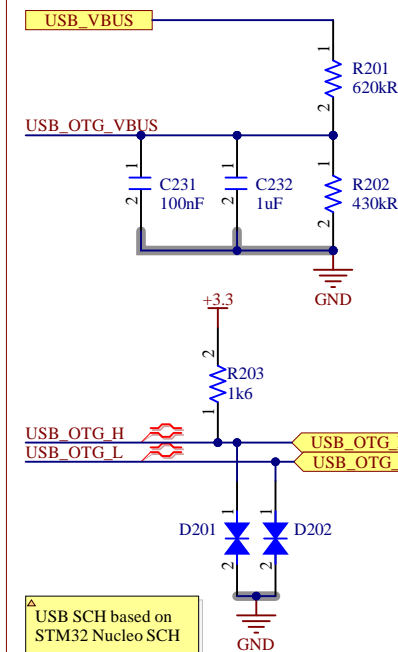 USB_VBUS
1
R201
620kR
2
USB_OTG_VBUS
1
C231
100nF
2
1
C232
1uF
2
1
R202
430kR
2
GND
+3.3
2
R203
1k6
1
USB_OTG_H
USB_OTG_
USB_OTG_L
USB_OTG_
1
D201
2
1
D202
2
USB SCH based on
STM32 Nucleo SCH
GND